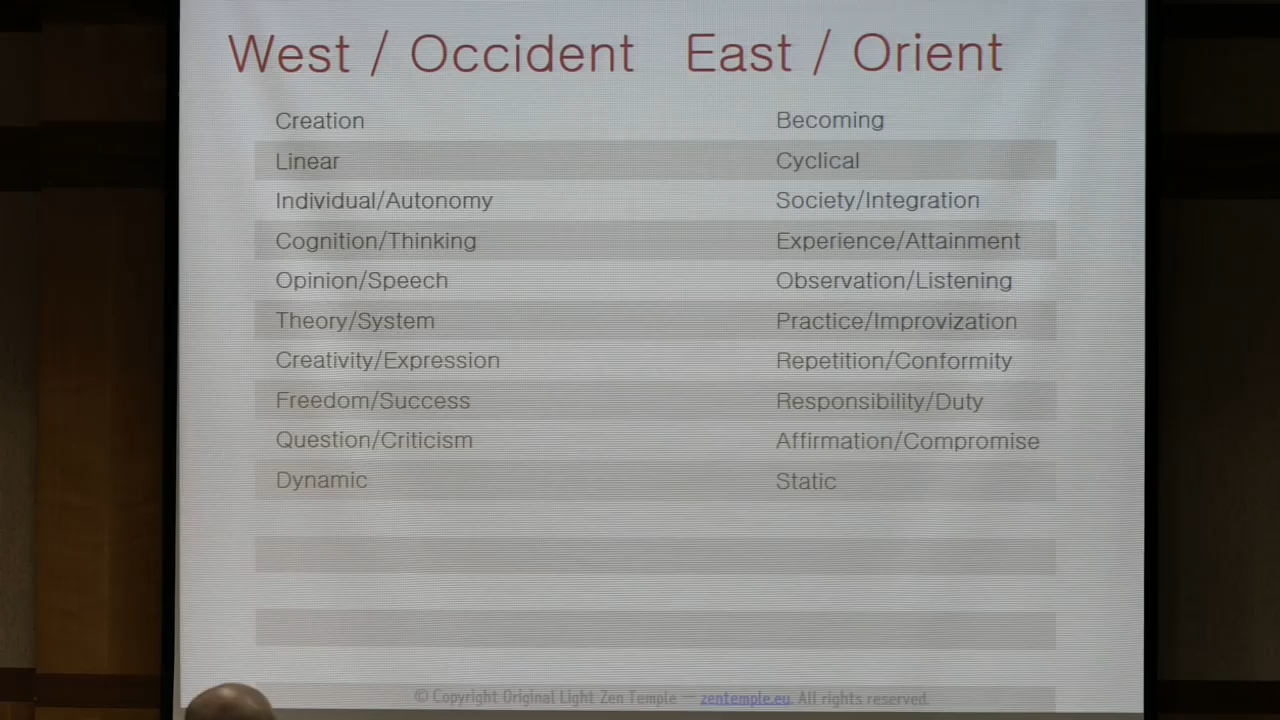 West / Occident East / Orient
Creation Becoming
Linear Cyclical
Individual/Autonomy Society/Integration
Cognition/Thinking Experience/Attainment
Opinion/Speech Observation/Listening
Theory/System Practice/Improvization
Creativity/Expression Repetition/Conformity
Freedom/Success Responsibility/Duty
Question/Criticism Affirmation/Compromise
Dynamic Static
© Copyright Original Light Zen Temple — zentemple.eu. All rights reserved.